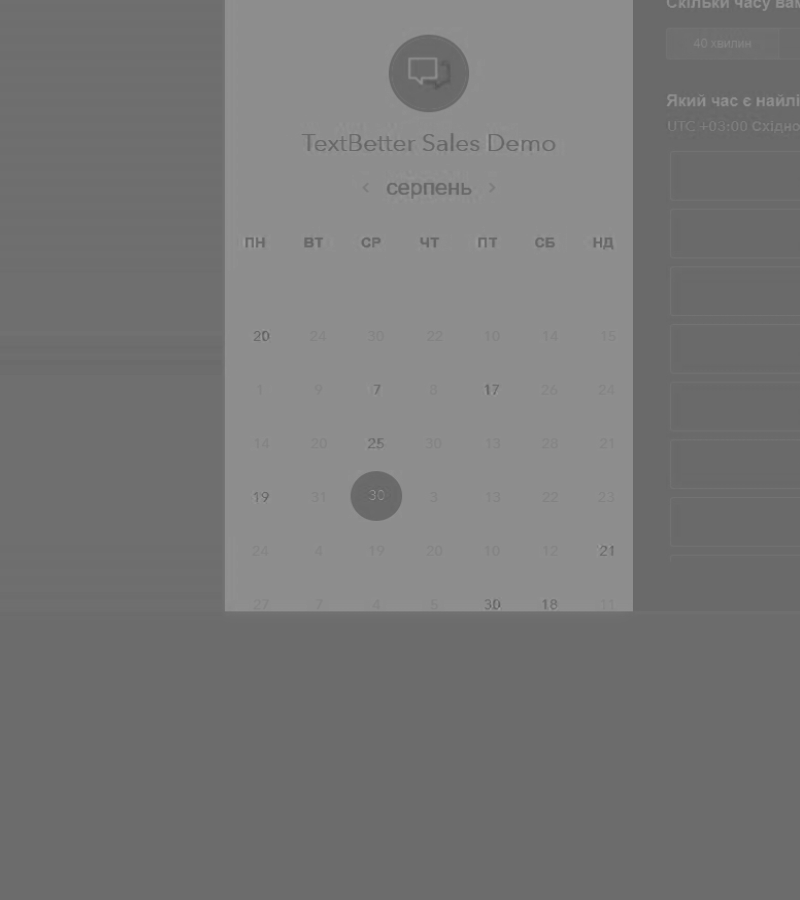 TextBetter Sales Demo
< серпень >
ПН ВТ СР ЧТ ПТ СБ НД
20 24 30 22 10 14 15
1 9 7 8 17 26 24
14 20 25 30 13 28 21
19 31 30 3 13 22 23
24 4 19 20 10 12 21
27 7 4 5 30 18 11
Скільки часу вам
40 хвилин
Який час є найлі
UTC +03:00 Східно